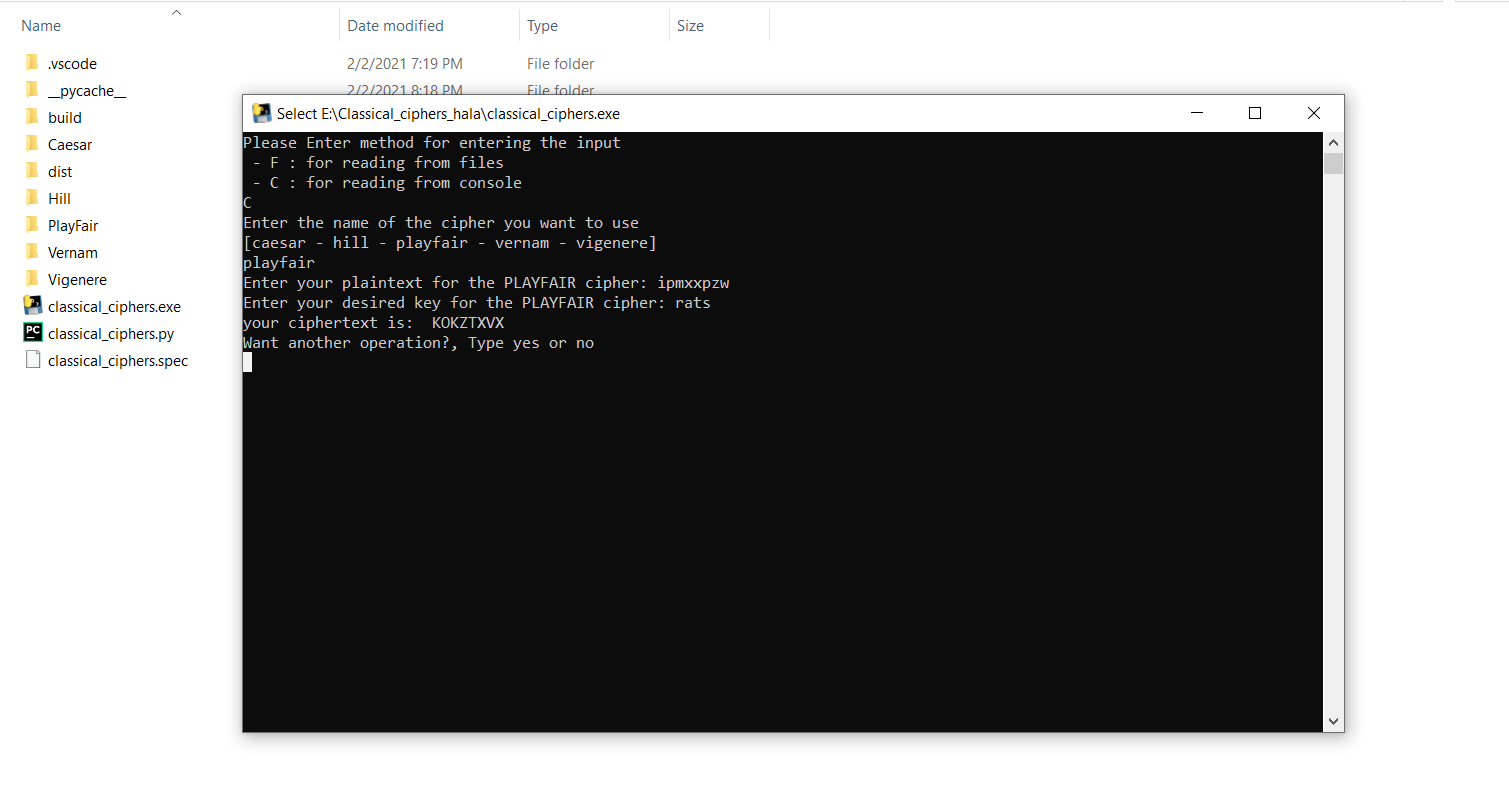 Name Date modified Type Size
.vscode 2/2/2021 7:19 PM File folder
__pycache__ 2/2/2021 8:18 PM File folder
build
Caesar
dist
Hill
PlayFair
Vernam
Vigenere
classical_ciphers.exe
PC classical_ciphers.py
classical_ciphers.spec
Select E:\Classical_ciphers_hala\classical_ciphers.exe
Please Enter method for entering the input
- F : for reading from files
- C : for reading from console
C
Enter the name of the cipher you want to use
[caesar - hill - playfair - vernam - vigenere]
playfair
Enter your plaintext for the PLAYFAIR cipher: ipmxxpzw
Enter your desired key for the PLAYFAIR cipher: rats
your ciphertext is:  KOKZTXVX
Want another operation?, Type yes or no